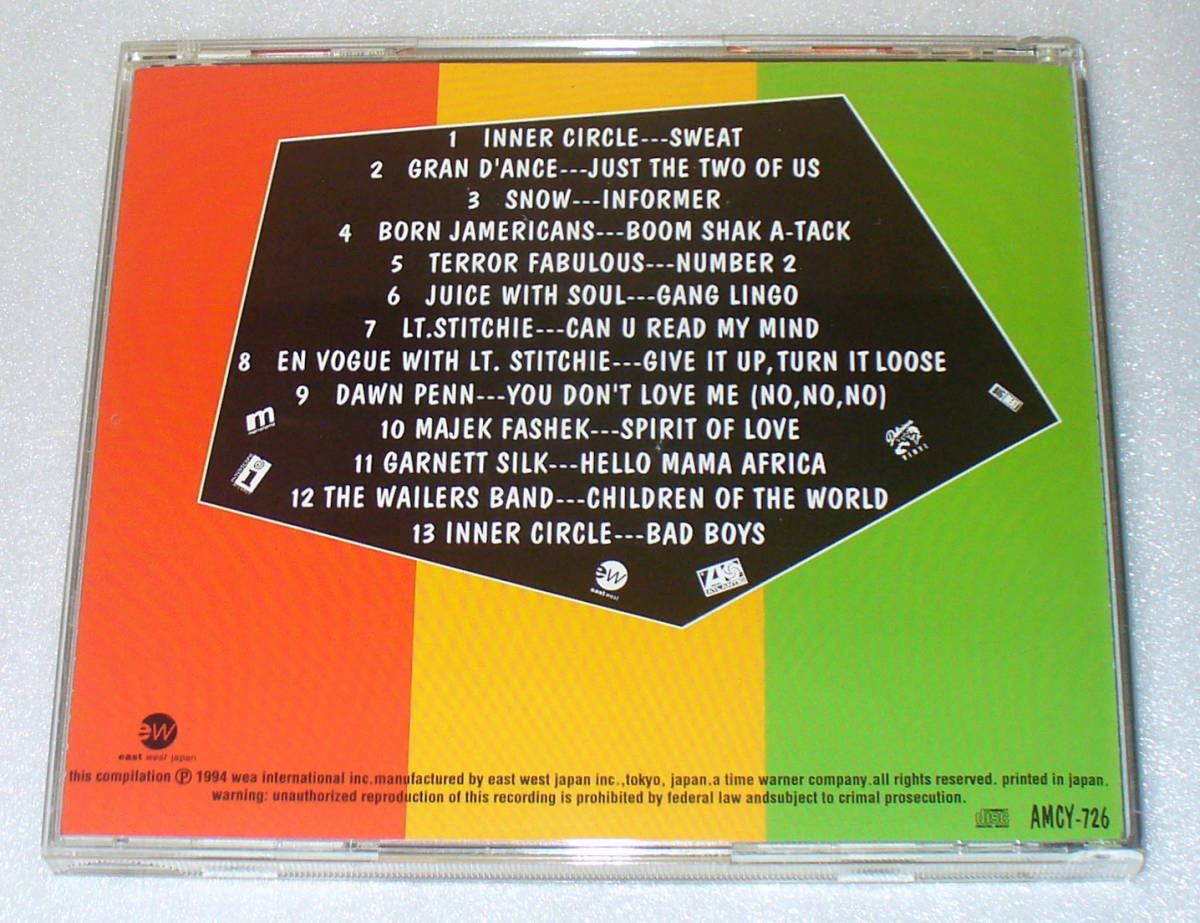 1 INNER CIRCLE---SWEAT
2 GRAN D'ANCE---JUST THE TWO OF US
3 SNOW---INFORMER
4 BORN JAMERICANS---BOOM SHAK A-TACK
5 TERROR FABULOUS---NUMBER 2
6 JUICE WITH SOUL---GANG LINGO
7 LT.STITCHIE---CAN U READ MY MIND
8 EN VOGUE WITH LT. STITCHIE---GIVE IT UP,TURN IT LOOSE
9 DAWN PENN---YOU DON'T LOVE ME (NO,NO,NO)
10 MAJEK FASHEK---SPIRIT OF LOVE
11 GARNETT SILK---HELLO MAMA AFRICA
12 THE WAILERS BAND---CHILDREN OF THE WORLD
13 INNER CIRCLE---BAD BOYS
m
Delicious
VINYL
ew
east west
ATLANTIC
ew
east west japan
this compilation Ⓟ 1994 wea international inc.manufactured by east west japan inc.,tokyo, japan.a time warner company.all rights reserved. printed in japan.
warning: unauthorized reproduction of this recording is prohibited by federal law andsubject to crimal prosecution.
disc
AMCY-726